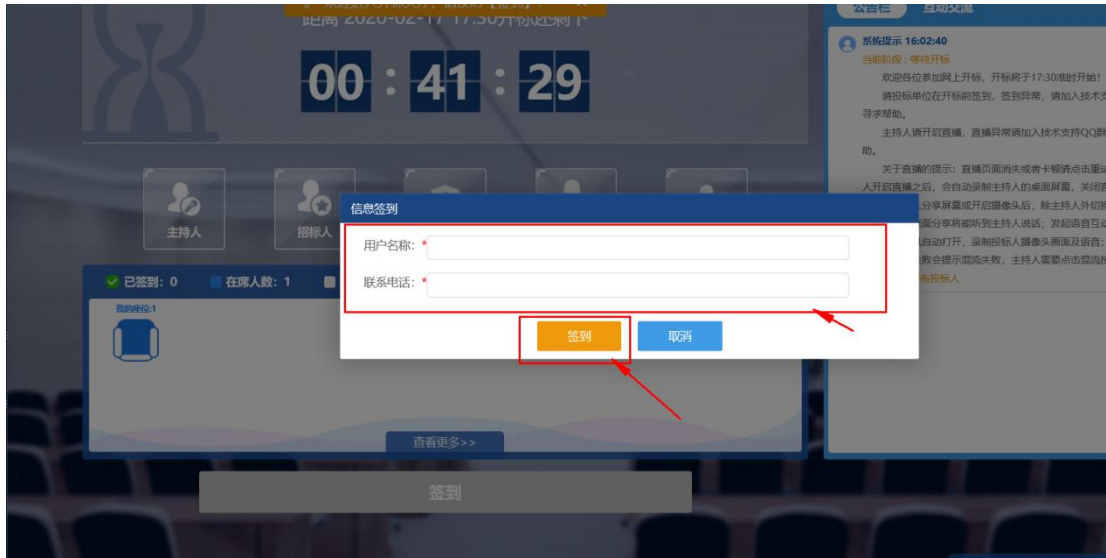 公告栏 互动交流
距离 2020-02-17 17:30开标还剩下
00 : 41 : 29
系统提示 16:02:40
当前阶段：等待开标
欢迎各位参加网上开标，开标将于17:30准时开始！
请投标单位在开标前签到，签到异常，请加入技术支
寻求帮助。
主持人请开启直播，直播异常请加入技术支持QQ群
助。
关于直播的提示：直播页面消失或者卡顿请点击重
人开启直播之后，会自动录制主持人的桌面屏幕，关闭直
分享屏幕或开启摄像头后，除主持人外切
面分享将能听到主持人说话；发起语音互
自动打开，录制投标人摄像头画面及语音；
败会提示混流失败，主持人需要点击混流
布投标人
主持人
招标人
信息签到
用户名称：*
联系电话：*
签到 取消
已签到：0 在席人数：1
我的座位:1
查看更多>>
签到